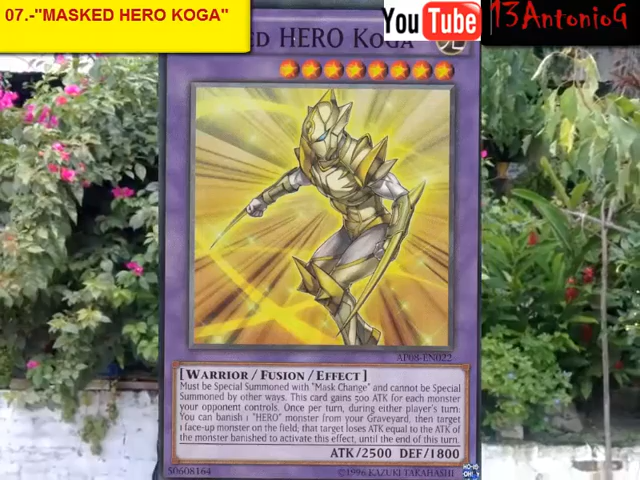 07.-"MASKED HERO KOGA"
YouTube
13AntonioG
ED HERO KOGA
AP08-EN022
[WARRIOR / FUSION / EFFECT]
Must be Special Summoned with "Mask Change" and cannot be Special
Summoned by other ways. This card gains 500 ATK for each monster
your opponent controls. Once per turn, during either player's turn:
You can banish 1 "HERO" monster from your Graveyard, then target
1 face-up monster on the field; that target loses ATK equal to the ATK of
the monster banished to activate this effect, until the end of this turn.
ATK/2500 DEF/1800
50608164
©1996 KAZUKI TAKAHASHI